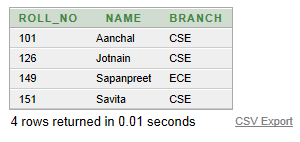 ROLL_NO NAME BRANCH
101 Aanchal CSE
126 Jotnain CSE
149 Sapanpreet ECE
151 Savita CSE
4 rows returned in 0.01 seconds CSV Export